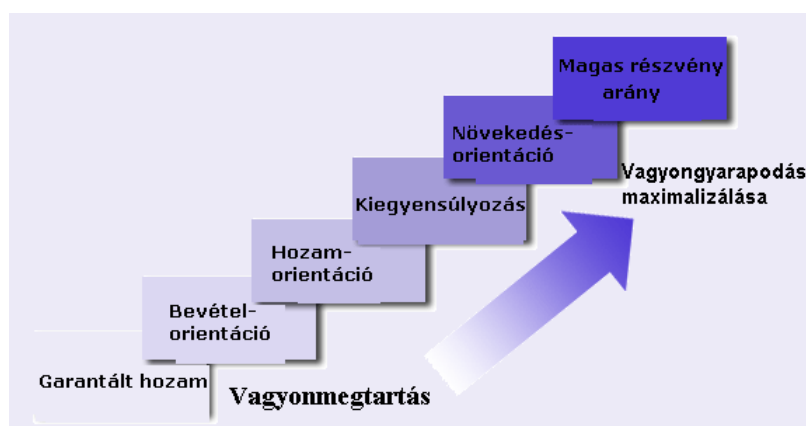 Magas részvény
arány
Növekedés-
orientáció
Vagyongyarapodás
maximalizálása
Kiegyensúlyozás
Hozam-
orientáció
Bevétel-
orientáció
Garantált hozam
Vagyonmegtartás